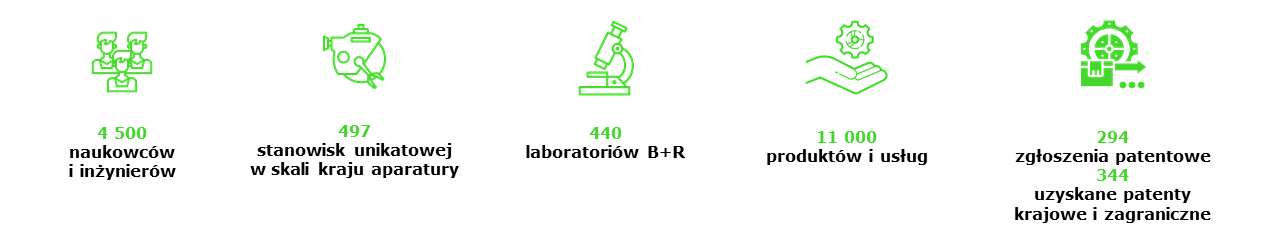 4 500
naukowców
i inżynierów
497
stanowisk unikatowej
w skali kraju aparatury
440
laboratoriów B+R
11 000
produktów i usług
294
zgłoszenia patentowe
344
uzyskane patenty
krajowe i zagraniczne